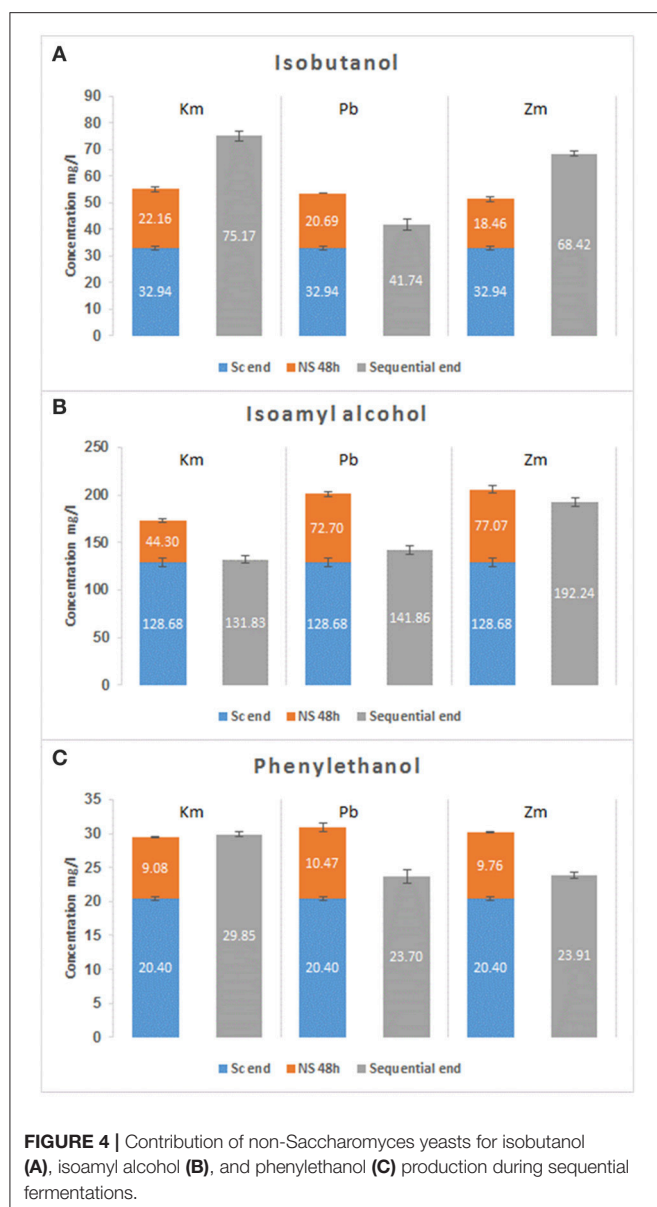 A
Isobutanol
Km Pb Zm
Concentration mg/l
90
80
70
60
50
40
30
20
10
0
22.16
32.94
75.17
20.69
32.94
41.74
18.46
32.94
68.42
Sc end NS 48h Sequential end
B
Isoamyl alcohol
Km Pb Zm
Concentration mg/l
250
200
150
100
50
0
44.30
128.68
131.83
72.70
128.68
141.86
77.07
128.68
192.24
Sc end NS 48h Sequential end
C
Phenylethanol
Km Pb Zm
Concentration mg/l
35
30
25
20
15
10
5
0
9.08
20.40
29.85
10.47
20.40
23.70
9.76
20.40
23.91
Sc end NS 48h Sequential end
FIGURE 4 | Contribution of non-Saccharomyces yeasts for isobutanol
(A), isoamyl alcohol (B), and phenylethanol (C) production during sequential
fermentations.